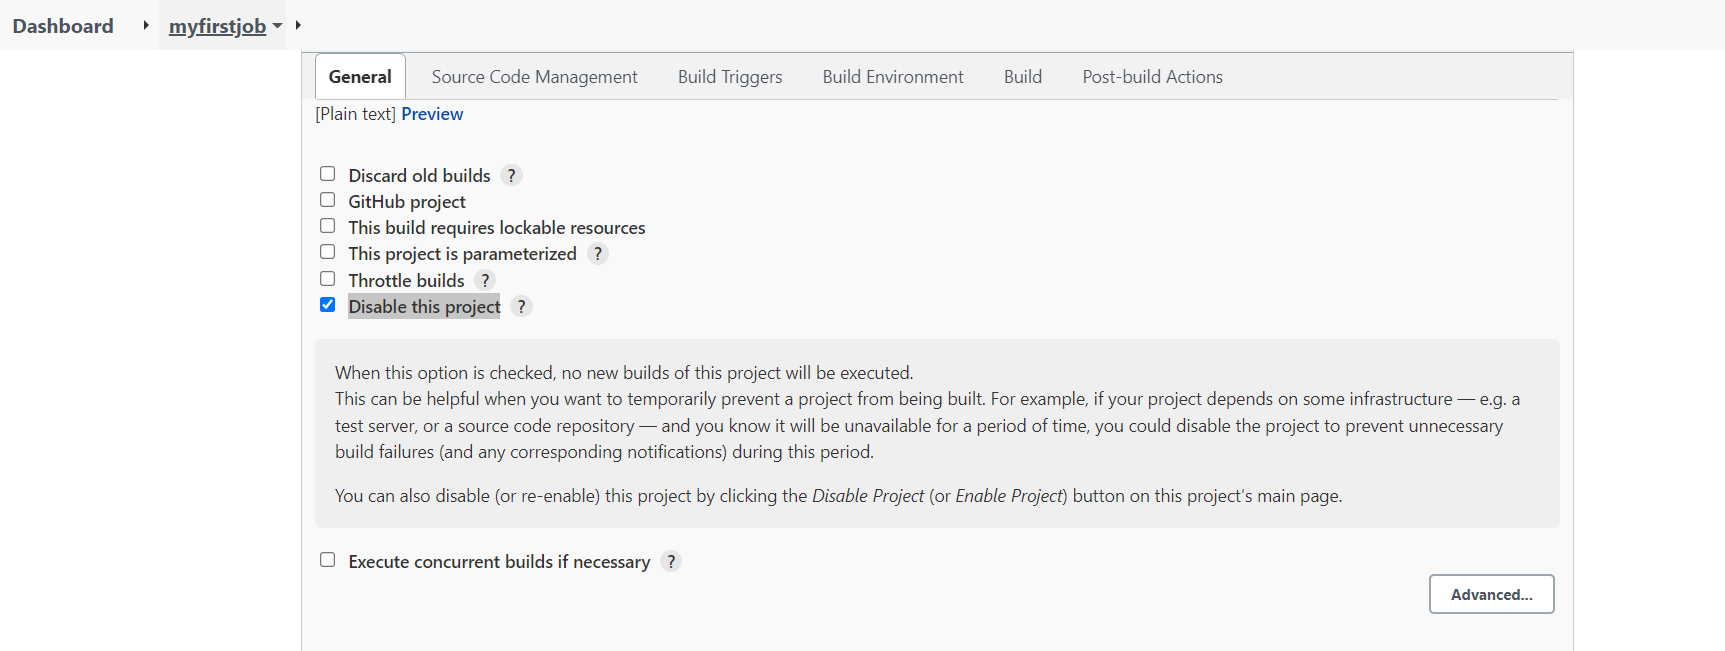 Dashboard myfirstjob
General Source Code Management Build Triggers Build Environment Build Post-build Actions
[Plain text] Preview
Discard old builds ?
GitHub project
This build requires lockable resources
This project is parameterized ?
Throttle builds ?
Disable this project ?
When this option is checked, no new builds of this project will be executed.
This can be helpful when you want to temporarily prevent a project from being built. For example, if your project depends on some infrastructure — e.g. a
test server, or a source code repository — and you know it will be unavailable for a period of time, you could disable the project to prevent unnecessary
build failures (and any corresponding notifications) during this period.
You can also disable (or re-enable) this project by clicking the Disable Project (or Enable Project) button on this project's main page.
Execute concurrent builds if necessary ?
Advanced...